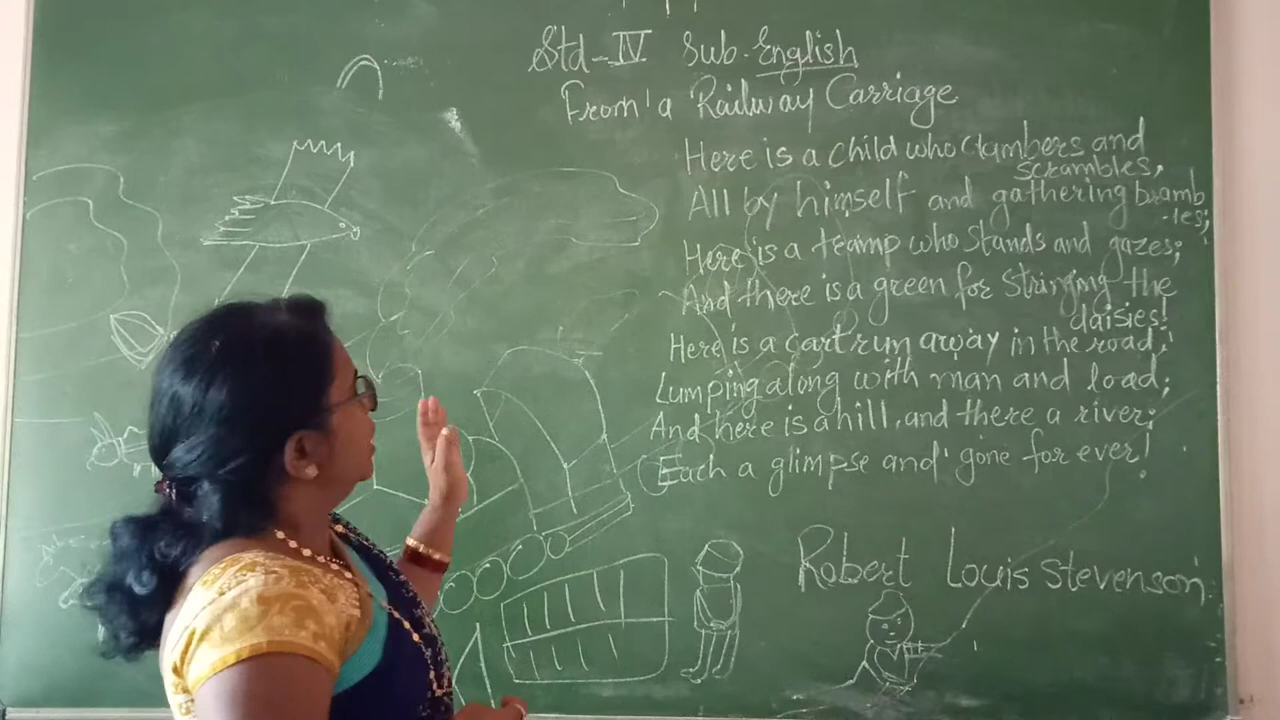 Std-IV Sub-English
From a Railway Carriage
Here is a child who clambers and
scrambles,
All by himself and gathering bramb
-les;
Here is a tramp who stands and gazes;
And there is a green for stringing the
daisies!
Here is a cart run away in the road;
Lumping along with man and load;
And here is a hill, and there a river;
Each a glimpse and gone for ever!
Robert Louis Stevenson